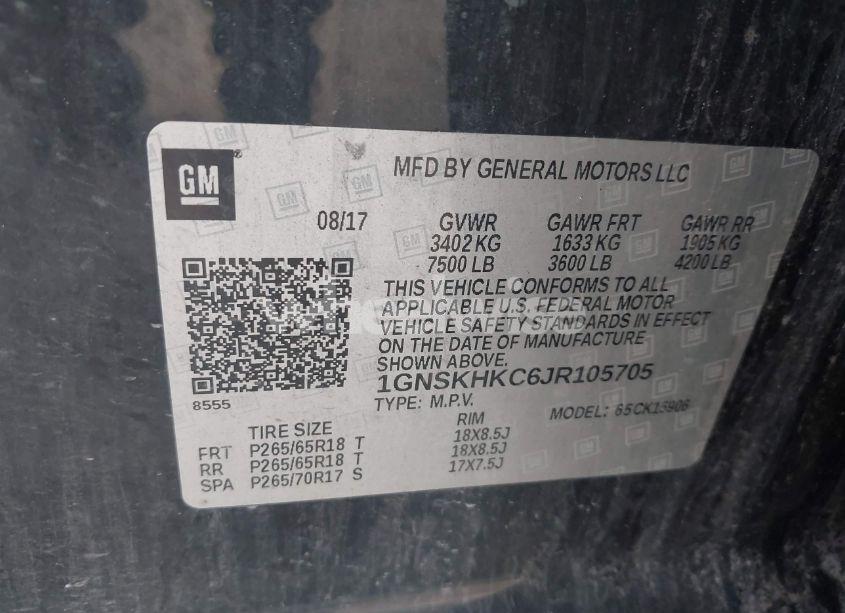 GM
MFD BY GENERAL MOTORS LLC
08/17 GVWR GAWR FRT GAWR RR
3402 KG 1633 KG 1905 KG
7500 LB 3600 LB 4200 LB
THIS VEHICLE CONFORMS TO ALL
APPLICABLE U.S. FEDERAL MOTOR
VEHICLE SAFETY STANDARDS IN EFFECT
ON THE DATE OF MANUFACTURE
SHOWN ABOVE.
1GNSKHKC6JR105705
8555
TYPE: M.P.V. MODEL: 65CK15906
TIRE SIZE RIM
FRT P265/65R18 T 18X8.5J
RR P265/65R18 T 18X8.5J
SPA P265/70R17 S 17X7.5J